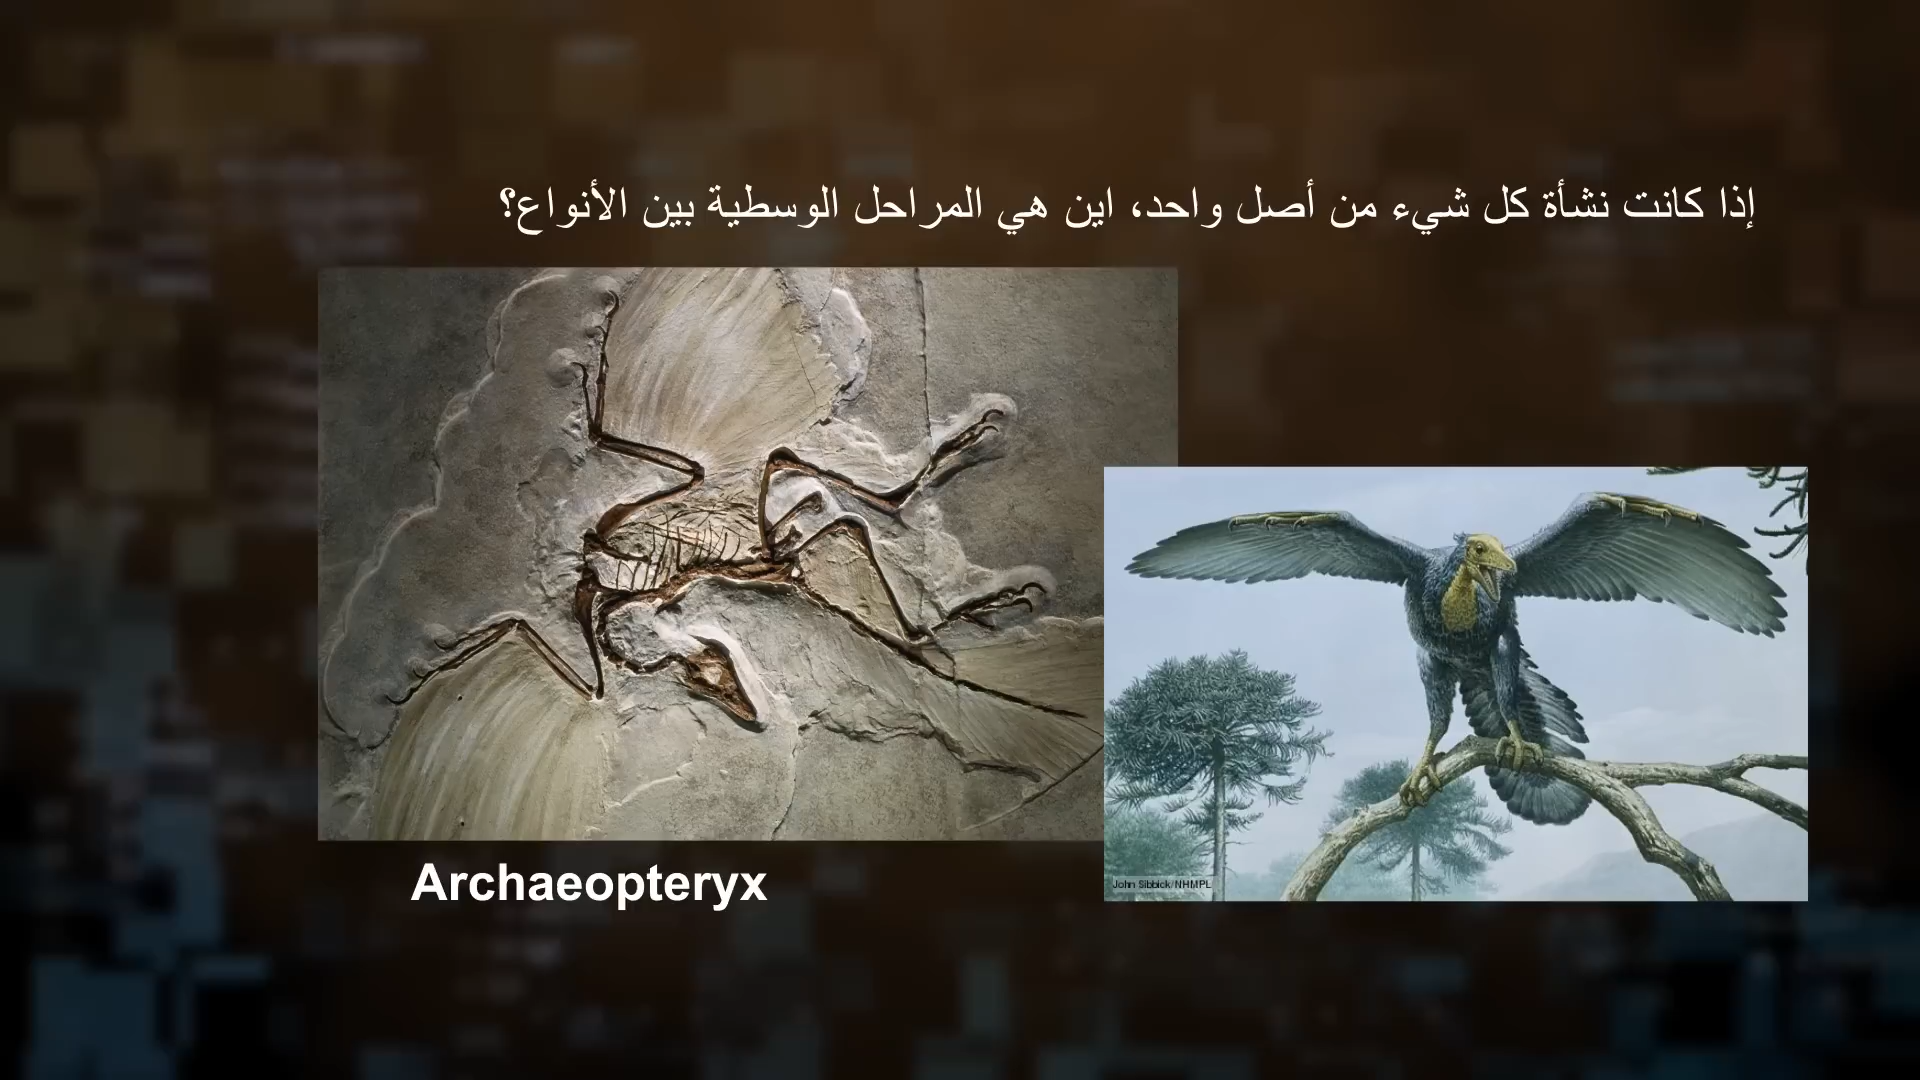 إذا كانت نشأة كل شيء من أصل واحد، اين هي المراحل الوسطية بين الأنواع؟
Archaeopteryx
John Sibbick/NHMPL